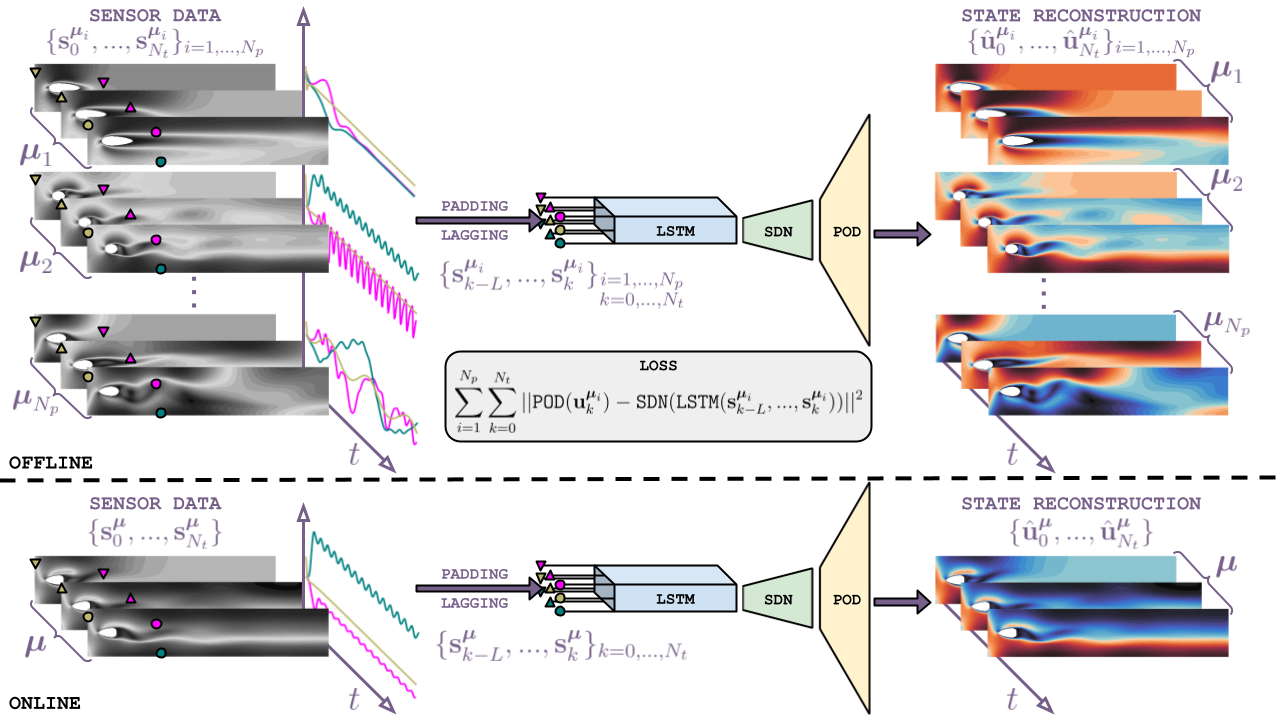 SENSOR DATA
$\{\mathbf{s}_0^{\boldsymbol{\mu}_i}, ..., \mathbf{s}_{N_t}^{\boldsymbol{\mu}_i}\}_{i=1,...,N_p}$
$\boldsymbol{\mu}_1$
$\boldsymbol{\mu}_2$
$\boldsymbol{\mu}_{N_p}$
$t$
PADDING
LAGGING
$\{\mathbf{s}_{k-L}^{\boldsymbol{\mu}_i}, ..., \mathbf{s}_k^{\boldsymbol{\mu}_i}\}_{i=1,...,N_p \atop k=0,...,N_t}$
LSTM
SDN
POD
LOSS
$\sum_{i=1}^{N_p} \sum_{k=0}^{N_t} ||\texttt{POD}(\mathbf{u}_k^{\boldsymbol{\mu}_i}) - \texttt{SDN}(\texttt{LSTM}(\mathbf{s}_{k-L}^{\boldsymbol{\mu}_i}, ..., \mathbf{s}_k^{\boldsymbol{\mu}_i}))||^2$
STATE RECONSTRUCTION
$\{\hat{\mathbf{u}}_0^{\boldsymbol{\mu}_i}, ..., \hat{\mathbf{u}}_{N_t}^{\boldsymbol{\mu}_i}\}_{i=1,...,N_p}$
$\boldsymbol{\mu}_1$
$\boldsymbol{\mu}_2$
$\boldsymbol{\mu}_{N_p}$
$t$
OFFLINE
SENSOR DATA
$\{\mathbf{s}_0^{\boldsymbol{\mu}}, ..., \mathbf{s}_{N_t}^{\boldsymbol{\mu}}\}$
$\boldsymbol{\mu}$
$t$
PADDING
LAGGING
$\{\mathbf{s}_{k-L}^{\boldsymbol{\mu}}, ..., \mathbf{s}_k^{\boldsymbol{\mu}}\}_{k=0,...,N_t}$
LSTM
SDN
POD
STATE RECONSTRUCTION
$\{\hat{\mathbf{u}}_0^{\boldsymbol{\mu}}, ..., \hat{\mathbf{u}}_{N_t}^{\boldsymbol{\mu}}\}$
$\boldsymbol{\mu}$
$t$
ONLINE